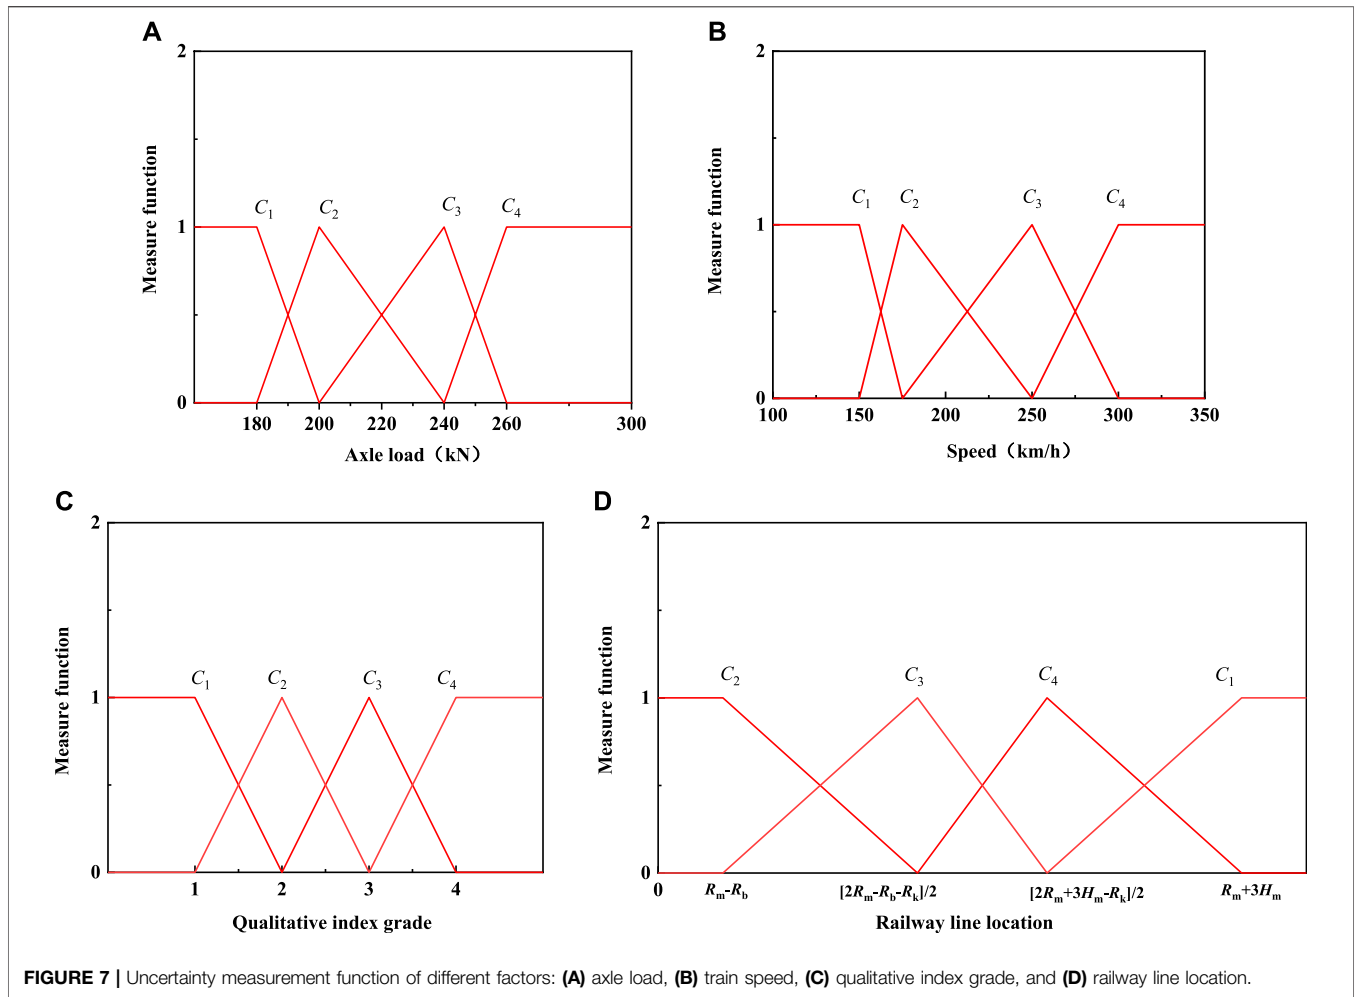 A
2
1
0
Measure function
C1
C2
C3
C4
180
200
220
240
260
300
Axle load（kN）
B
2
1
0
Measure function
C1
C2
C3
C4
100
150
200
250
300
350
Speed（km/h）
C
2
1
0
Measure function
C1
C2
C3
C4
1
2
3
4
Qualitative index grade
D
2
1
0
Measure function
C2
C3
C4
C1
0
Rm-Rb
[2Rm-Rb-Rk]/2
[2Rm+3Hm-Rk]/2
Rm+3Hm
Railway line location
FIGURE 7 | Uncertainty measurement function of different factors: (A) axle load, (B) train speed, (C) qualitative index grade, and (D) railway line location.